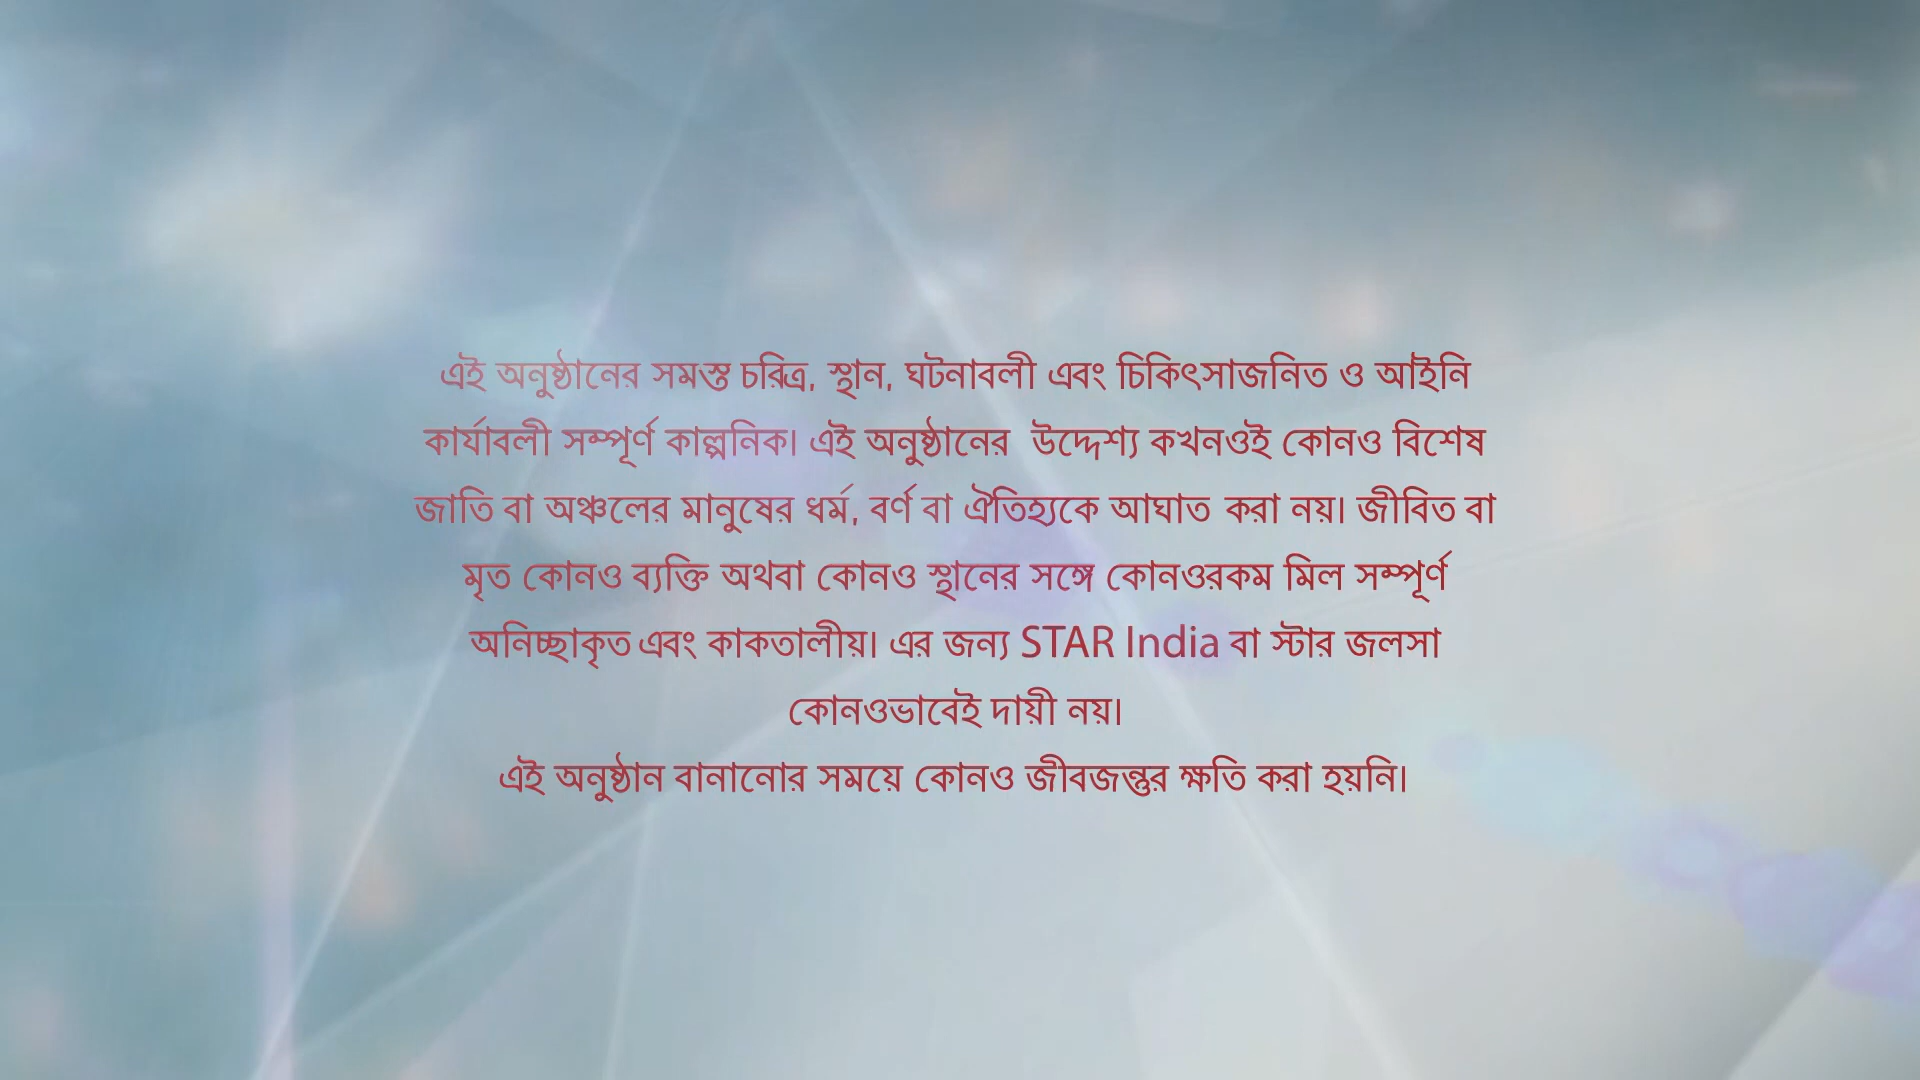 এই অনুষ্ঠানের সমস্ত চরিত্র, স্থান, ঘটনাবলী এবং চিকিৎসাজনিত ও আইনি
কার্যাবলী সম্পূর্ণ কাল্পনিক। এই অনুষ্ঠানের উদ্দেশ্য কখনওই কোনও বিশেষ
জাতি বা অঞ্চলের মানুষের ধর্ম, বর্ণ বা ঐতিহ্যকে আঘাত করা নয়। জীবিত বা
মৃত কোনও ব্যক্তি অথবা কোনও স্থানের সঙ্গে কোনওরকম মিল সম্পূর্ণ
অনিচ্ছাকৃত এবং কাকতালীয়। এর জন্য STAR India বা স্টার জলসা
কোনওভাবেই দায়ী নয়।
এই অনুষ্ঠান বানানোর সময়ে কোনও জীবজন্তুর ক্ষতি করা হয়নি।